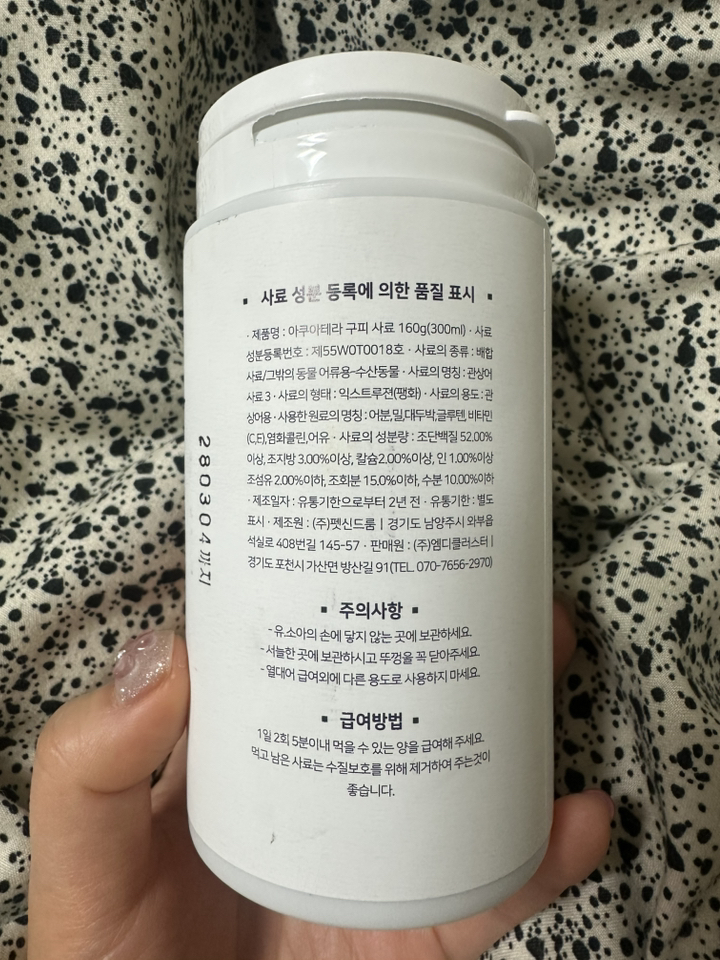 ▪ 사료 성분 등록에 의한 품질 표시 ▪
· 제품명 : 아쿠아테라 구피 사료 160g(300ml) · 사료
성분등록번호 : 제55W0T0018호 · 사료의 종류 : 배합
사료/그밖의 동물·어류용-수산동물 · 사료의 명칭 : 관상어
사료 3 · 사료의 형태 : 익스트루전(팽화) · 사료의 용도 : 관
상어용 · 사용한 원료의 명칭 : 어분,밀,대두박,글루텐, 비타민
(C,E),염화콜린,어유 · 사료의 성분량 : 조단백질 52.00%
이상, 조지방 3.00%이상, 칼슘2.00%이상, 인 1.00%이상
조섬유 2.00%이하, 조회분 15.0%이하, 수분 10.00%이하
· 제조일자 : 유통기한으로부터 2년 전 · 유통기한 : 별도
표시 · 제조원 : (주)펫신드룸 | 경기도 남양주시 와부읍
석실로 408번길 145-57 · 판매원 : (주)엠디클러스터 |
경기도 포천시 가산면 방산길 91(TEL. 070-7656-2970)
▪ 주의사항 ▪
-유.소아의 손에 닿지 않는 곳에 보관하세요.
-서늘한 곳에 보관하시고 뚜껑을 꼭 닫아주세요.
-열대어 급여외에 다른 용도로 사용하지 마세요.
▪ 급여방법 ▪
1일 2회 5분이내 먹을 수 있는 양을 급여해 주세요.
먹고 남은 사료는 수질보호를 위해 제거하여 주는것이
좋습니다.
280304까지